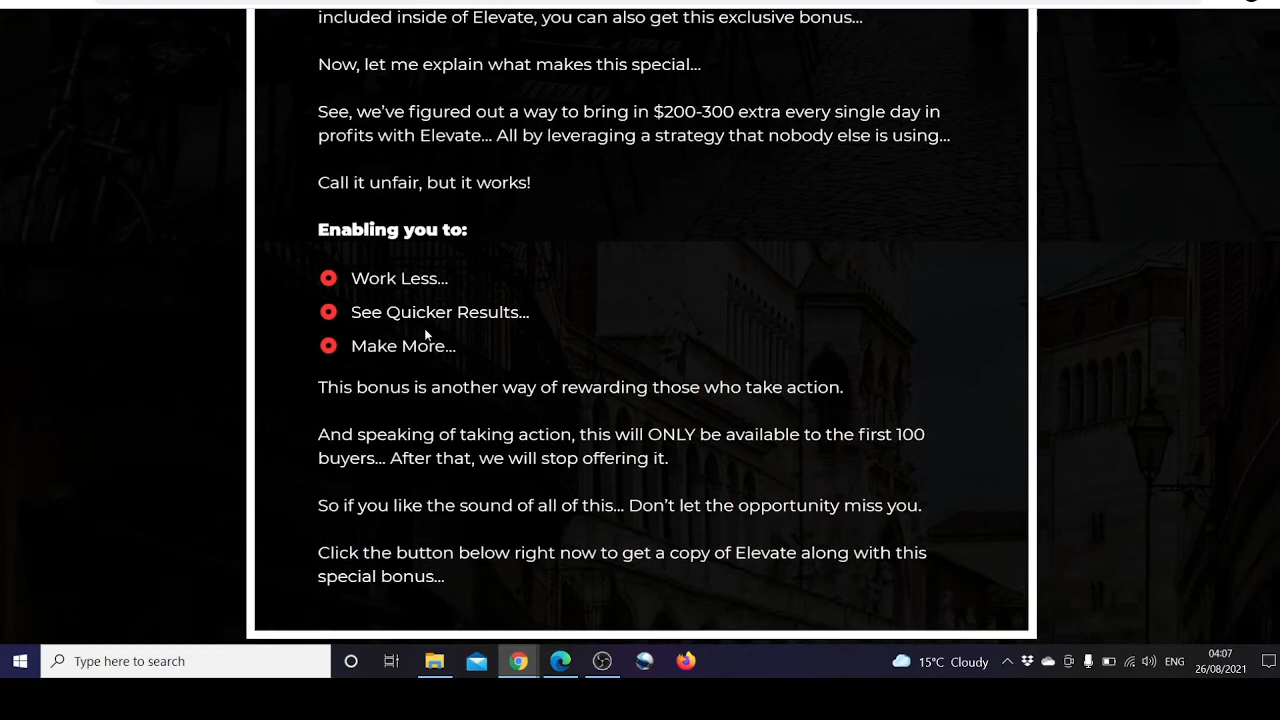 included inside of Elevate, you can also get this exclusive bonus...
Now, let me explain what makes this special...
See, we've figured out a way to bring in $200-300 extra every single day in
profits with Elevate... All by leveraging a strategy that nobody else is using...
Call it unfair, but it works!
Enabling you to:
Work Less...
See Quicker Results...
Make More...
This bonus is another way of rewarding those who take action.
And speaking of taking action, this will ONLY be available to the first 100
buyers... After that, we will stop offering it.
So if you like the sound of all of this... Don't let the opportunity miss you.
Click the button below right now to get a copy of Elevate along with this
special bonus...
Type here to search
15°C Cloudy
ENG
04:07
26/08/2021